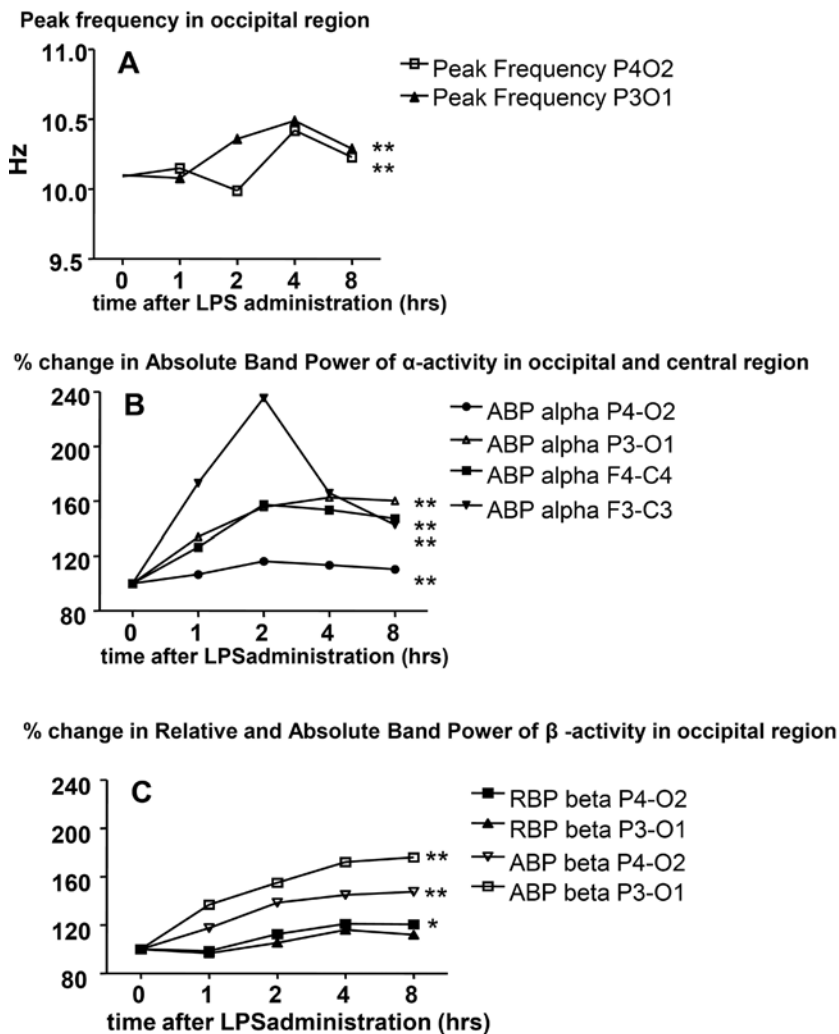 Peak frequency in occipital region
11.0
A
Peak Frequency P4O2
Peak Frequency P3O1
10.5
**
**
Hz
10.0
9.5
0 1 2 4 8
time after LPS administration (hrs)
% change in Absolute Band Power of α-activity in occipital and central region
240
B
ABP alpha P4-O2
ABP alpha P3-O1
ABP alpha F4-C4
ABP alpha F3-C3
200
160
**
**
**
120
**
80
0 1 2 4 8
time after LPSadministration (hrs)
% change in Relative and Absolute Band Power of β -activity in occipital region
240
C
RBP beta P4-O2
RBP beta P3-O1
ABP beta P4-O2
ABP beta P3-O1
200
160
**
**
120
*
80
0 1 2 4 8
time after LPSadministration (hrs)